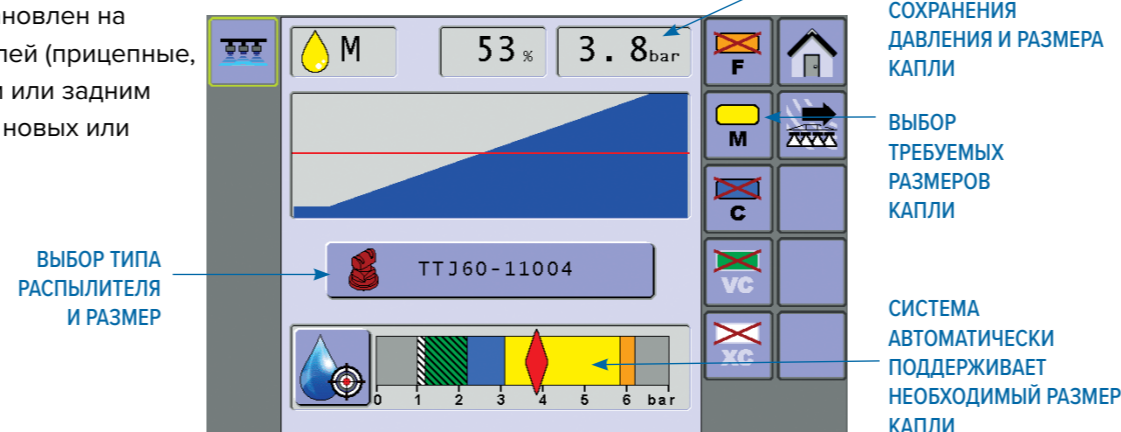 новлен на
лей (прицепные,
и или задним
новых или
ВЫБОР ТИПА
РАСПЫЛИТЕЛЯ
И РАЗМЕР
M
53 %
3.8bar
TTJ60-11004
0 1 2 3 4 5 6 bar
F
M
C
VC
XC
СОХРАНЕНИЯ
ДАВЛЕНИЯ И РАЗМЕРА
КАПЛИ
ВЫБОР
ТРЕБУЕМЫХ
РАЗМЕРОВ
КАПЛИ
СИСТЕМА
АВТОМАТИЧЕСКИ
ПОДДЕРЖИВАЕТ
НЕОБХОДИМЫЙ РАЗМЕР
КАПЛИ